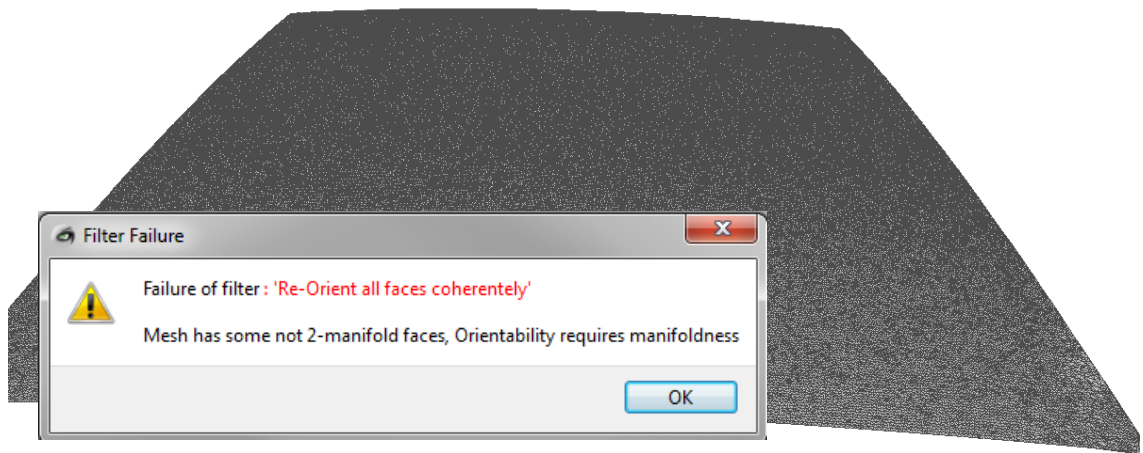 Filter Failure
Failure of filter : 'Re-Orient all faces coherentely'
Mesh has some not 2-manifold faces, Orientability requires manifoldness
OK